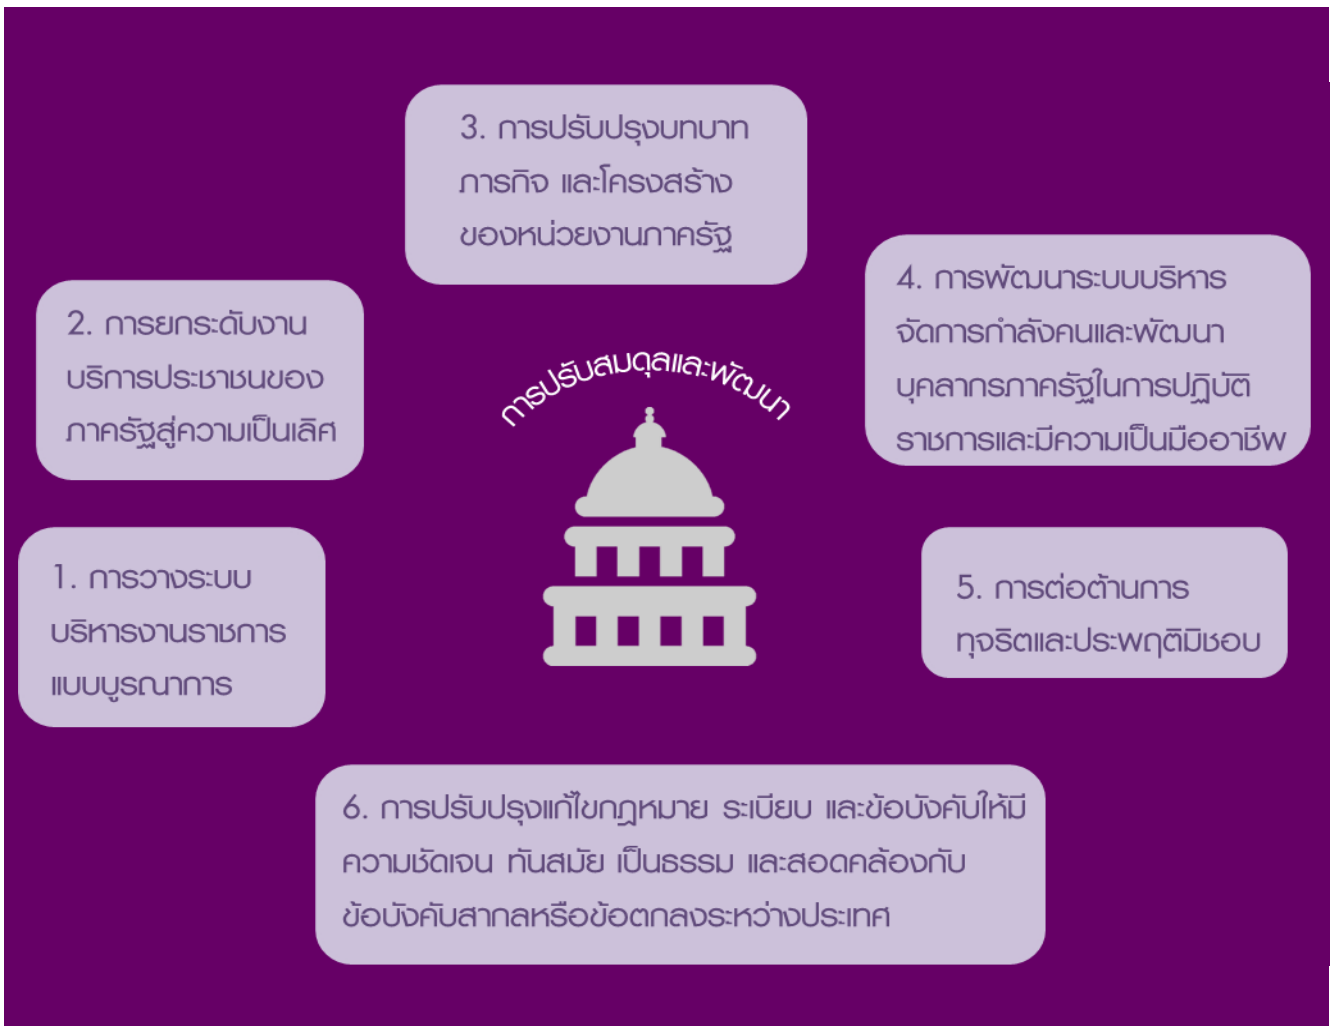 3. การปรับปรุงบทบาท
ภารกิจ และโครงสร้าง
ของหน่วยงานภาครัฐ
4. การพัฒนาระบบบริหาร
จัดการกำลังคนและพัฒนา
บุคลากรภาครัฐในการปฏิบัติ
ราชการและมีความเป็นมืออาชีพ
2. การยกระดับงาน
บริการประชาชนของ
ภาครัฐสู่ความเป็นเลิศ
การปรับสมดุลและพัฒนา
1. การวางระบบ
บริหารงานราชการ
แบบบูรณาการ
5. การต่อต้านการ
ทุจริตและประพฤติมิชอบ
6. การปรับปรุงแก้ไขกฎหมาย ระเบียบ และข้อบังคับให้มี
ความชัดเจน ทันสมัย เป็นธรรม และสอดคล้องกับ
ข้อบังคับสากลหรือข้อตกลงระหว่างประเทศ